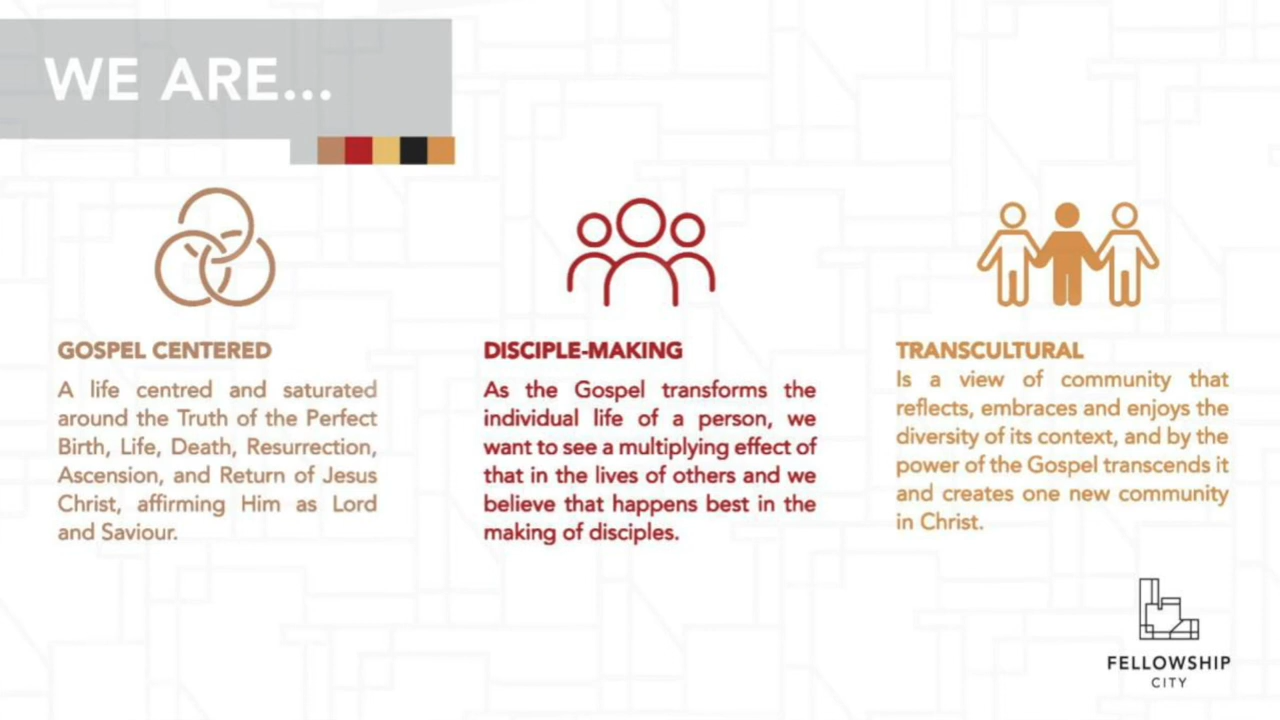 WE ARE...
GOSPEL CENTERED
A life centred and saturated
around the Truth of the Perfect
Birth, Life, Death, Resurrection,
Ascension, and Return of Jesus
Christ, affirming Him as Lord
and Saviour.
DISCIPLE-MAKING
As the Gospel transforms the
individual life of a person, we
want to see a multiplying effect of
that in the lives of others and we
believe that happens best in the
making of disciples.
TRANSCULTURAL
Is a view of community that
reflects, embraces and enjoys the
diversity of its context, and by the
power of the Gospel transcends it
and creates one new community
in Christ.
FELLOWSHIP
CITY